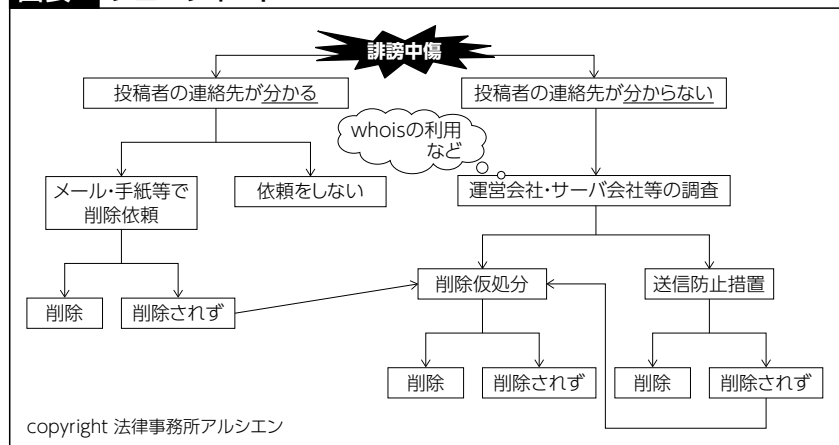 誹謗中傷
投稿者の連絡先が分かる
投稿者の連絡先が分からない
whoisの利用
など
メール・手紙等で
削除依頼
依頼をしない
運営会社・サーバ会社等の調査
削除
削除されず
削除仮処分
送信防止措置
削除
削除されず
削除
削除されず
copyright 法律事務所アルシエン